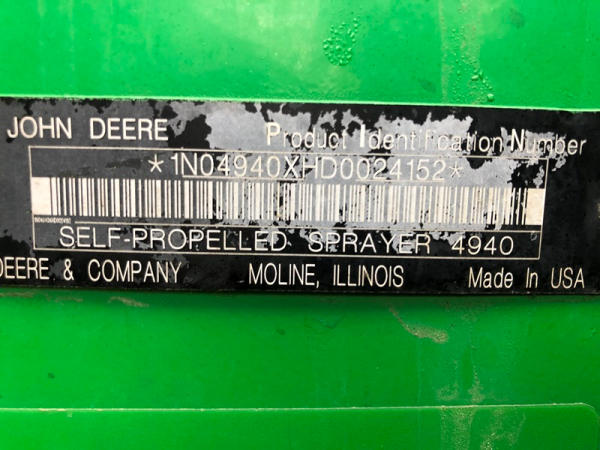 JOHN DEERE Product Identification Number
*1N04940XHD0024152*
SELF-PROPELLED SPRAYER 4940
DEERE & COMPANY MOLINE, ILLINOIS Made In USA